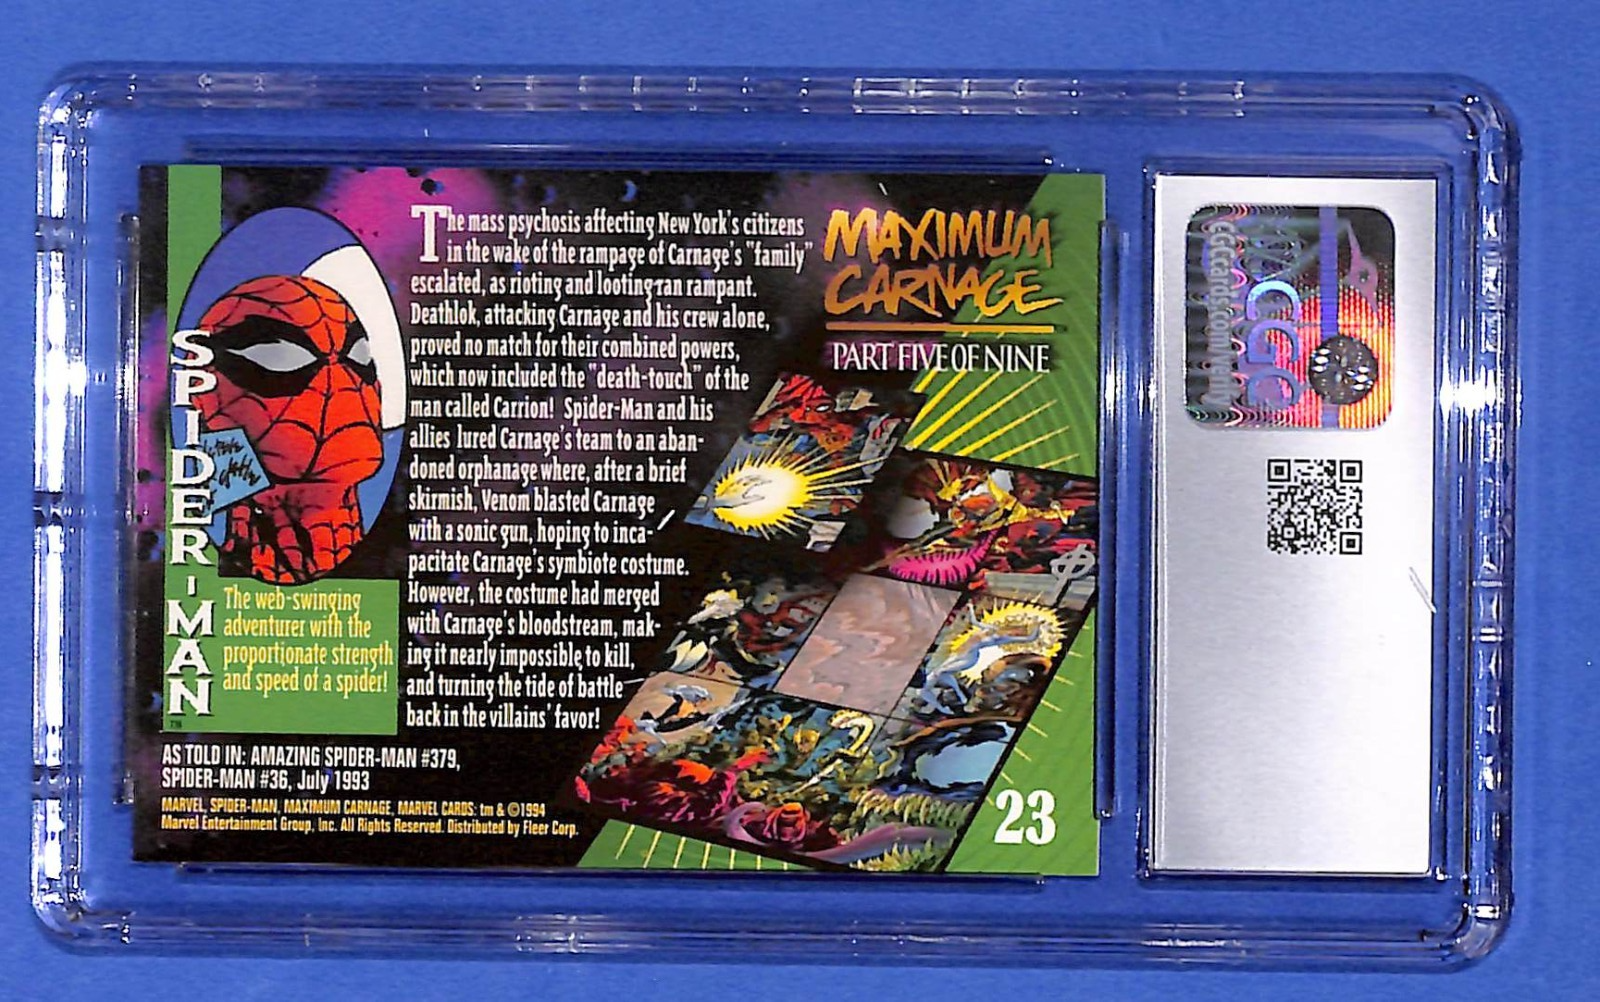 The mass psychosis affecting New York's citizens
in the wake of the rampage of Carnage's "family"
escalated, as rioting and looting ran rampant.
Deathlok, attacking Carnage and his crew alone,
proved no match for their combined powers,
which now included the "death-touch" of the
man called Carrion! Spider-Man and his
allies lured Carnage's team to an aban-
doned orphanage where, after a brief
skirmish, Venom blasted Carnage
with a sonic gun, hoping to inca-
pacitate Carnage's symbiote costume.
However, the costume had merged
with Carnage's bloodstream, mak-
ing it nearly impossible to kill,
and turning the tide of battle
back in the villains' favor!
MAXIMUM
CARNAGE
PART FIVE OF NINE
SPIDER-MAN
TM
The web-swinging
adventurer with the
proportionate strength
and speed of a spider!
AS TOLD IN: AMAZING SPIDER-MAN #379,
SPIDER-MAN #36, July 1993
MARVEL, SPIDER-MAN, MAXIMUM CARNAGE, MARVEL CARDS: tm & ©1994
Marvel Entertainment Group, Inc. All Rights Reserved. Distributed by Fleer Corp.
23
CGC
CGCcards.com/verify